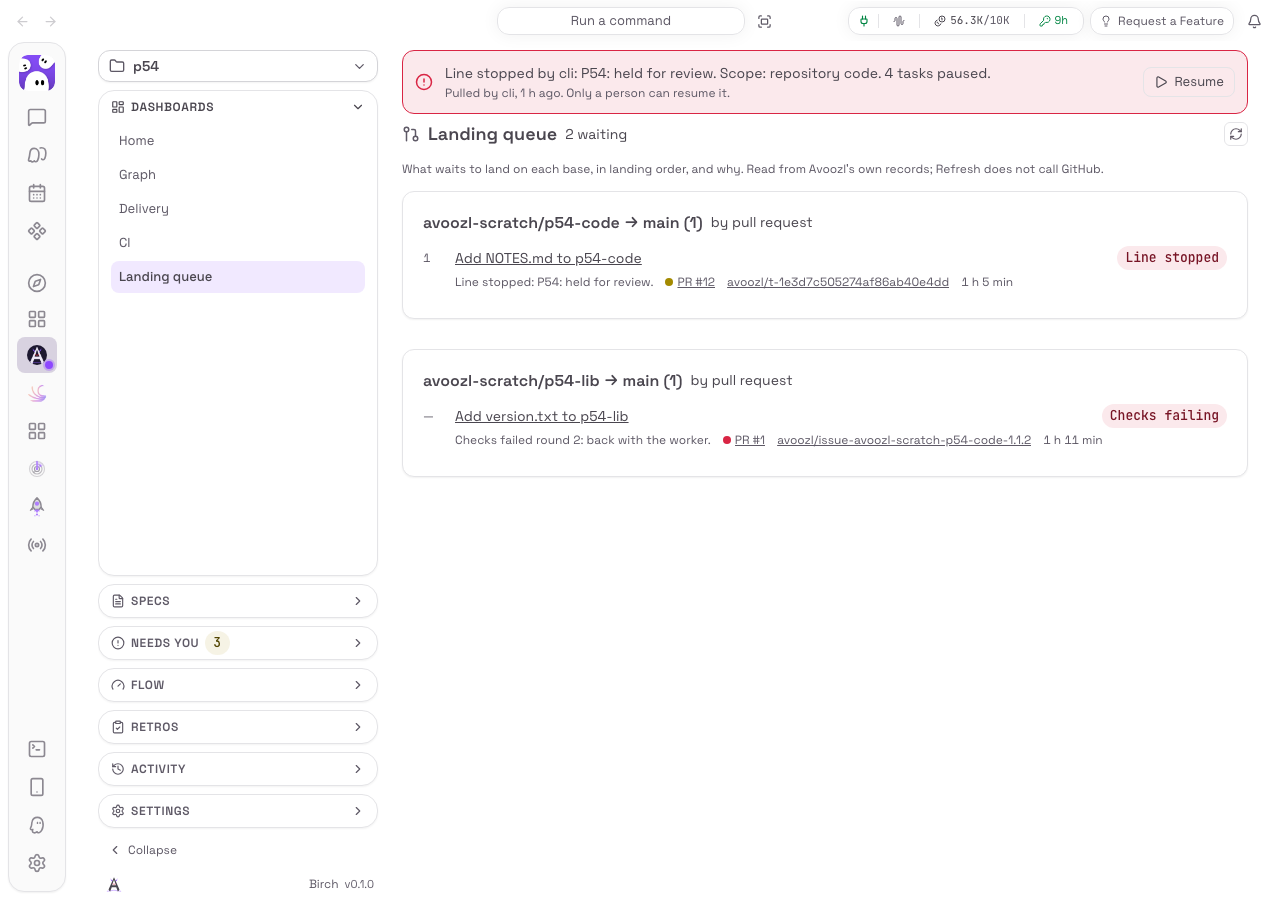 Run a command
56.3K/10K
9h
Request a Feature
p54
DASHBOARDS
Home
Graph
Delivery
CI
Landing queue
SPECS
NEEDS YOU 3
FLOW
RETROS
ACTIVITY
SETTINGS
Collapse
Birch v0.1.0
Line stopped by cli: P54: held for review. Scope: repository code. 4 tasks paused.
Pulled by cli, 1 h ago. Only a person can resume it.
Resume
Landing queue 2 waiting
What waits to land on each base, in landing order, and why. Read from Avoozl's own records; Refresh does not call GitHub.
avoozl-scratch/p54-code → main (1) by pull request
1 Add NOTES.md to p54-code Line stopped
Line stopped: P54: held for review. PR #12 avoozl/t-1e3d7c505274af86ab40e4dd 1 h 5 min
avoozl-scratch/p54-lib → main (1) by pull request
— Add version.txt to p54-lib Checks failing
Checks failed round 2: back with the worker. PR #1 avoozl/issue-avoozl-scratch-p54-code-1.1.2 1 h 11 min